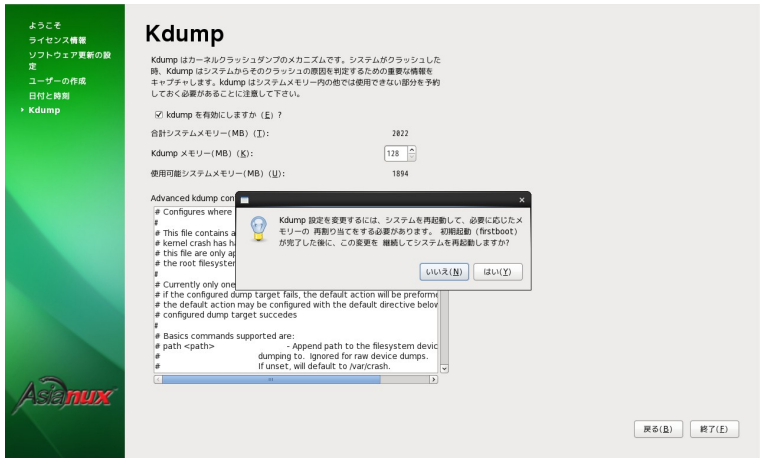 ようこそ
ライセンス情報
ソフトウェア更新の設
定
ユーザーの作成
日付と時刻
Kdump
Kdump
Kdump はカーネルクラッシュダンプのメカニズムです。システムがクラッシュした
時、Kdump はシステムからそのクラッシュの原因を判定するための重要な情報を
キャプチャします。kdump はシステムメモリー内の他では使用できない部分を予約
しておく必要があることに注意して下さい。
kdump を有効にしますか (E) ?
合計システムメモリー(MB) (T): 2022
Kdump メモリー(MB) (K): 128
使用可能システムメモリー(MB) (U): 1894
Advanced kdump con
# Configures where
#
# This file contains a
# kernel crash has h
# this file are only ap
# the root filesyster
#
# Currently only one
# if the configured dump target fails, the default action will be preform
# the default action may be configured with the default directive below
# configured dump target succedes
#
# Basics commands supported are:
# path <path> - Append path to the filesystem devic
# dumping to. Ignored for raw device dumps.
# If unset, will default to /var/crash.
Kdump 設定を変更するには、システムを再起動して、必要に応じたメ
モリーの 再割り当てをする必要があります。 初期起動 (firstboot)
が完了した後に、この変更を 継続してシステムを再起動しますか?
いいえ(N) はい(Y)
Asianux
戻る(B) 終了(F)